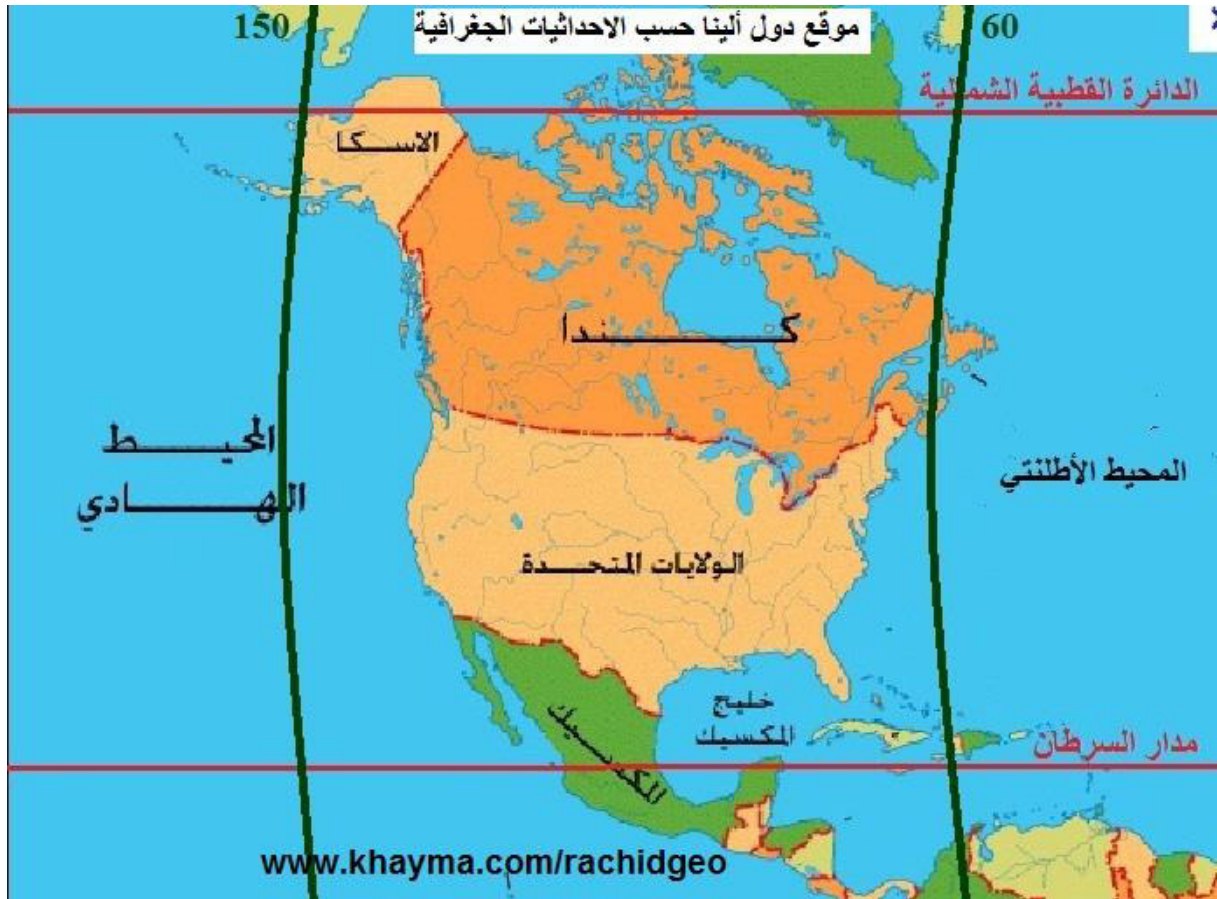 موقع دول ألينا حسب الاحداثيات الجغرافية
150
60
الدائرة القطبية الشمالية
الاسكا
كندا
المحيط
الهادي
المحيط الأطلنتي
الولايات المتحدة
خليج
المكسيك
المكسيك
مدار السرطان
www.khayma.com/rachidgeo